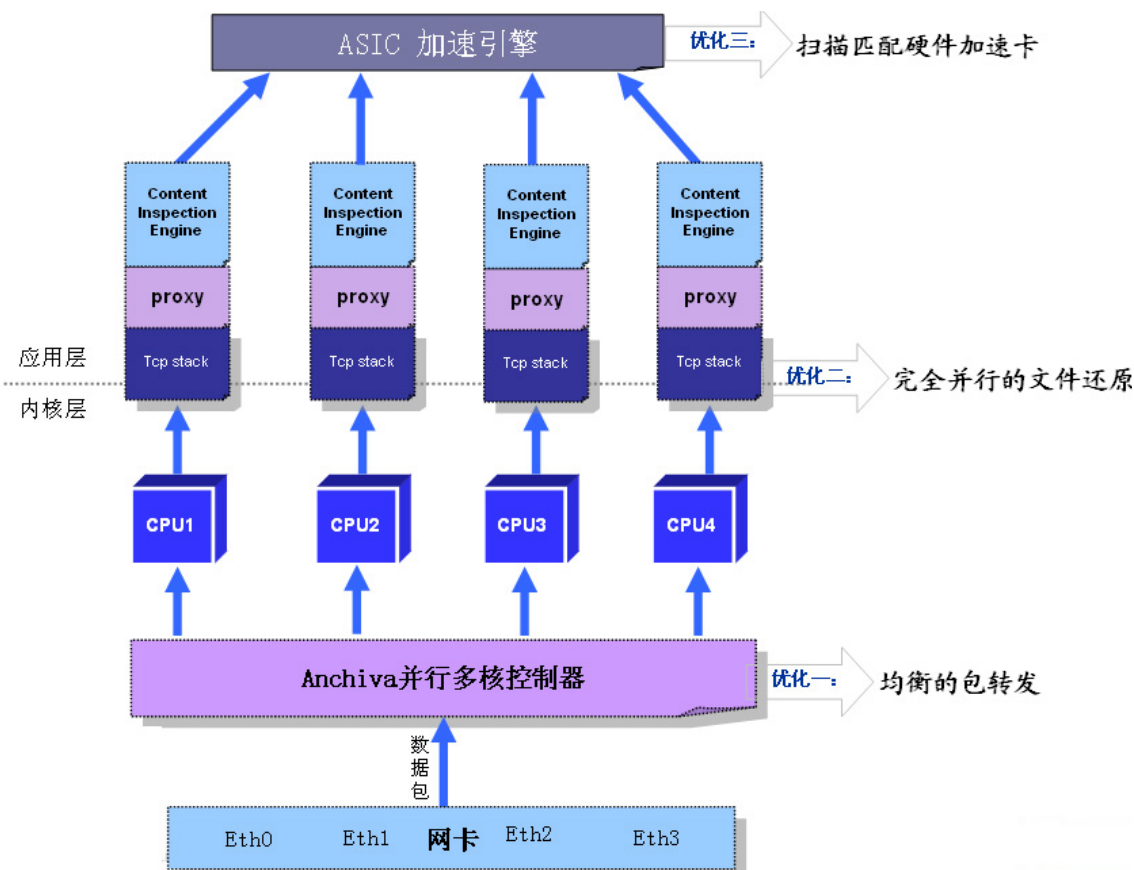 ASIC 加速引擎
优化三：
扫描匹配硬件加速卡
Content
Inspection
Engine
Content
Inspection
Engine
Content
Inspection
Engine
Content
Inspection
Engine
proxy
proxy
proxy
proxy
应用层
Tcp stack
Tcp stack
Tcp stack
Tcp stack
优化二：
完全并行的文件还原
内核层
CPU1
CPU2
CPU3
CPU4
Anchiva并行多核控制器
优化一：
均衡的包转发
数
据
包
Eth0
Eth1
网卡
Eth2
Eth3